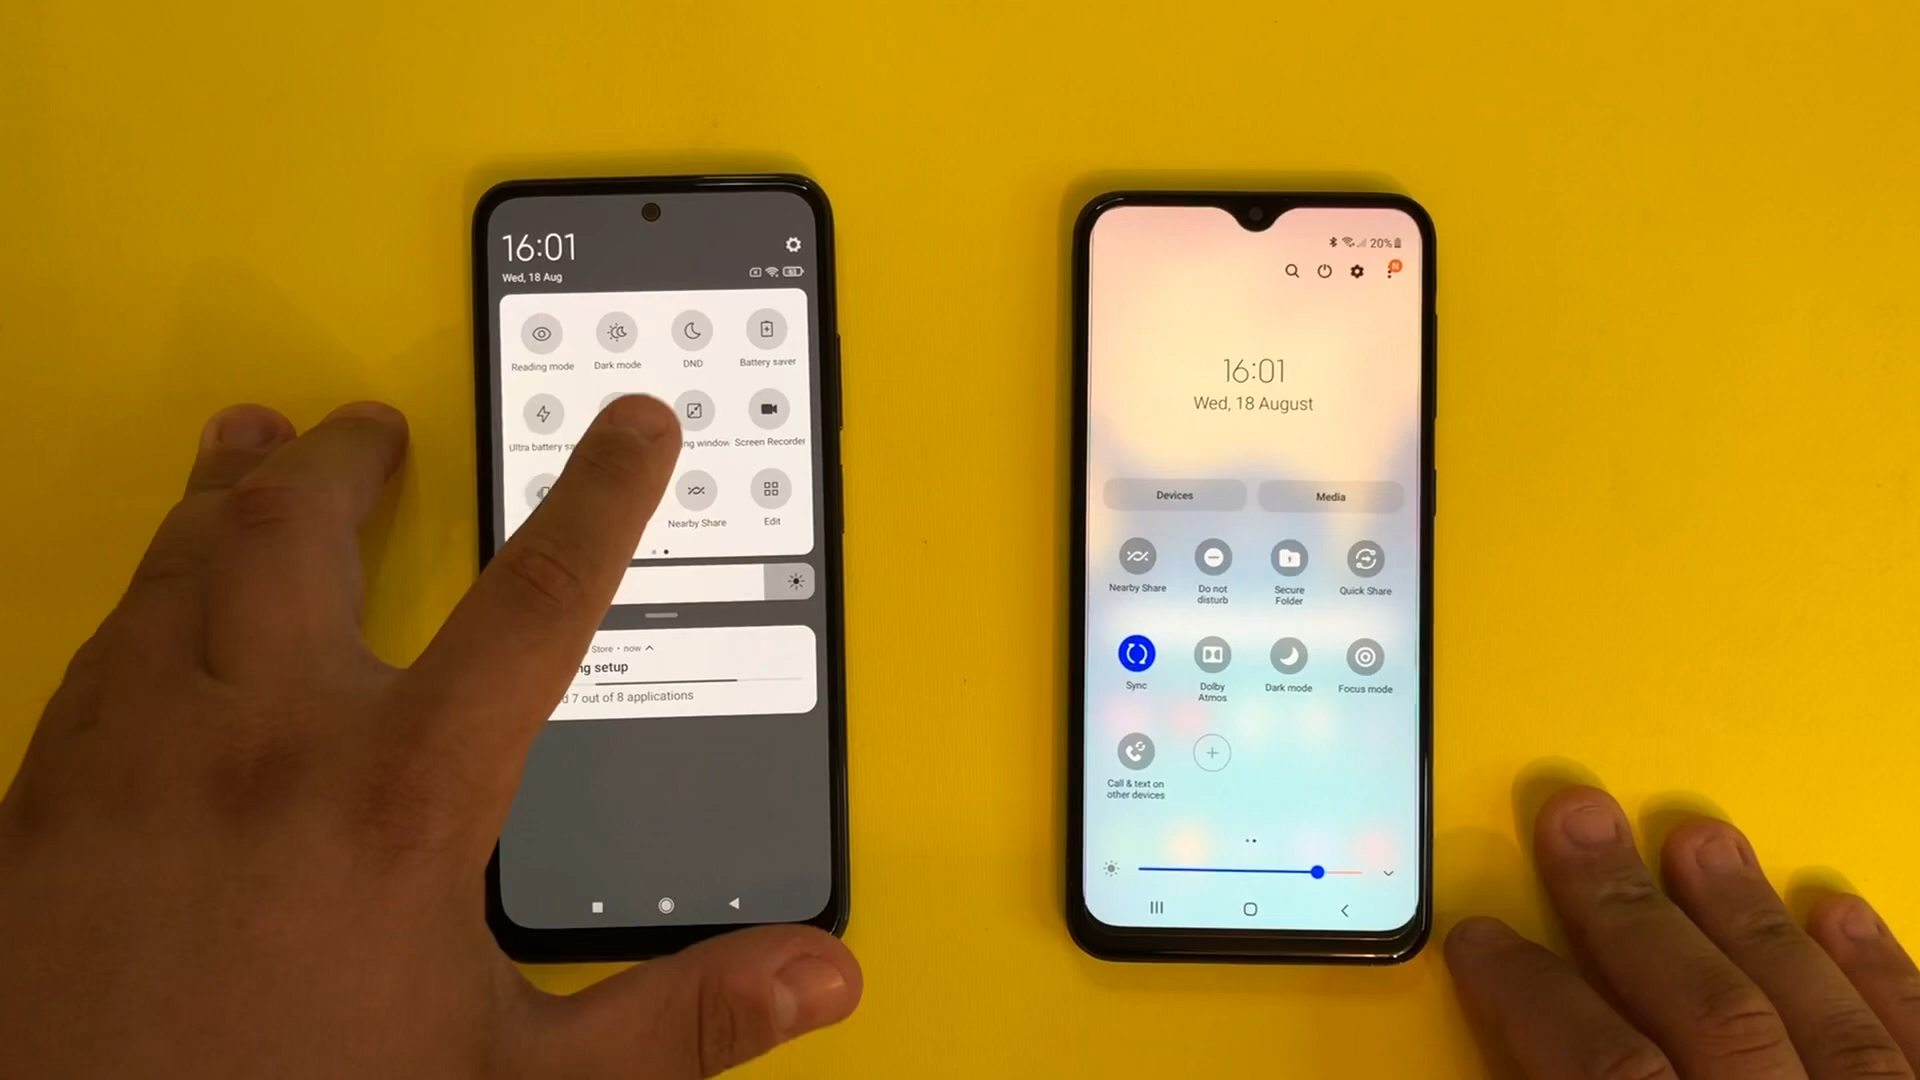 16:01
Wed, 18 Aug
Reading mode
Dark mode
DND
Battery saver
Ultra battery
window
Screen Recorder
Nearby Share
Edit
Store • now
setup
7 out of 8 applications
20%
N
16:01
Wed, 18 August
Devices
Media
Nearby Share
Do not
disturb
Secure
Folder
Quick Share
Sync
Dolby
Atmos
Dark mode
Focus mode
Call & text on
other devices